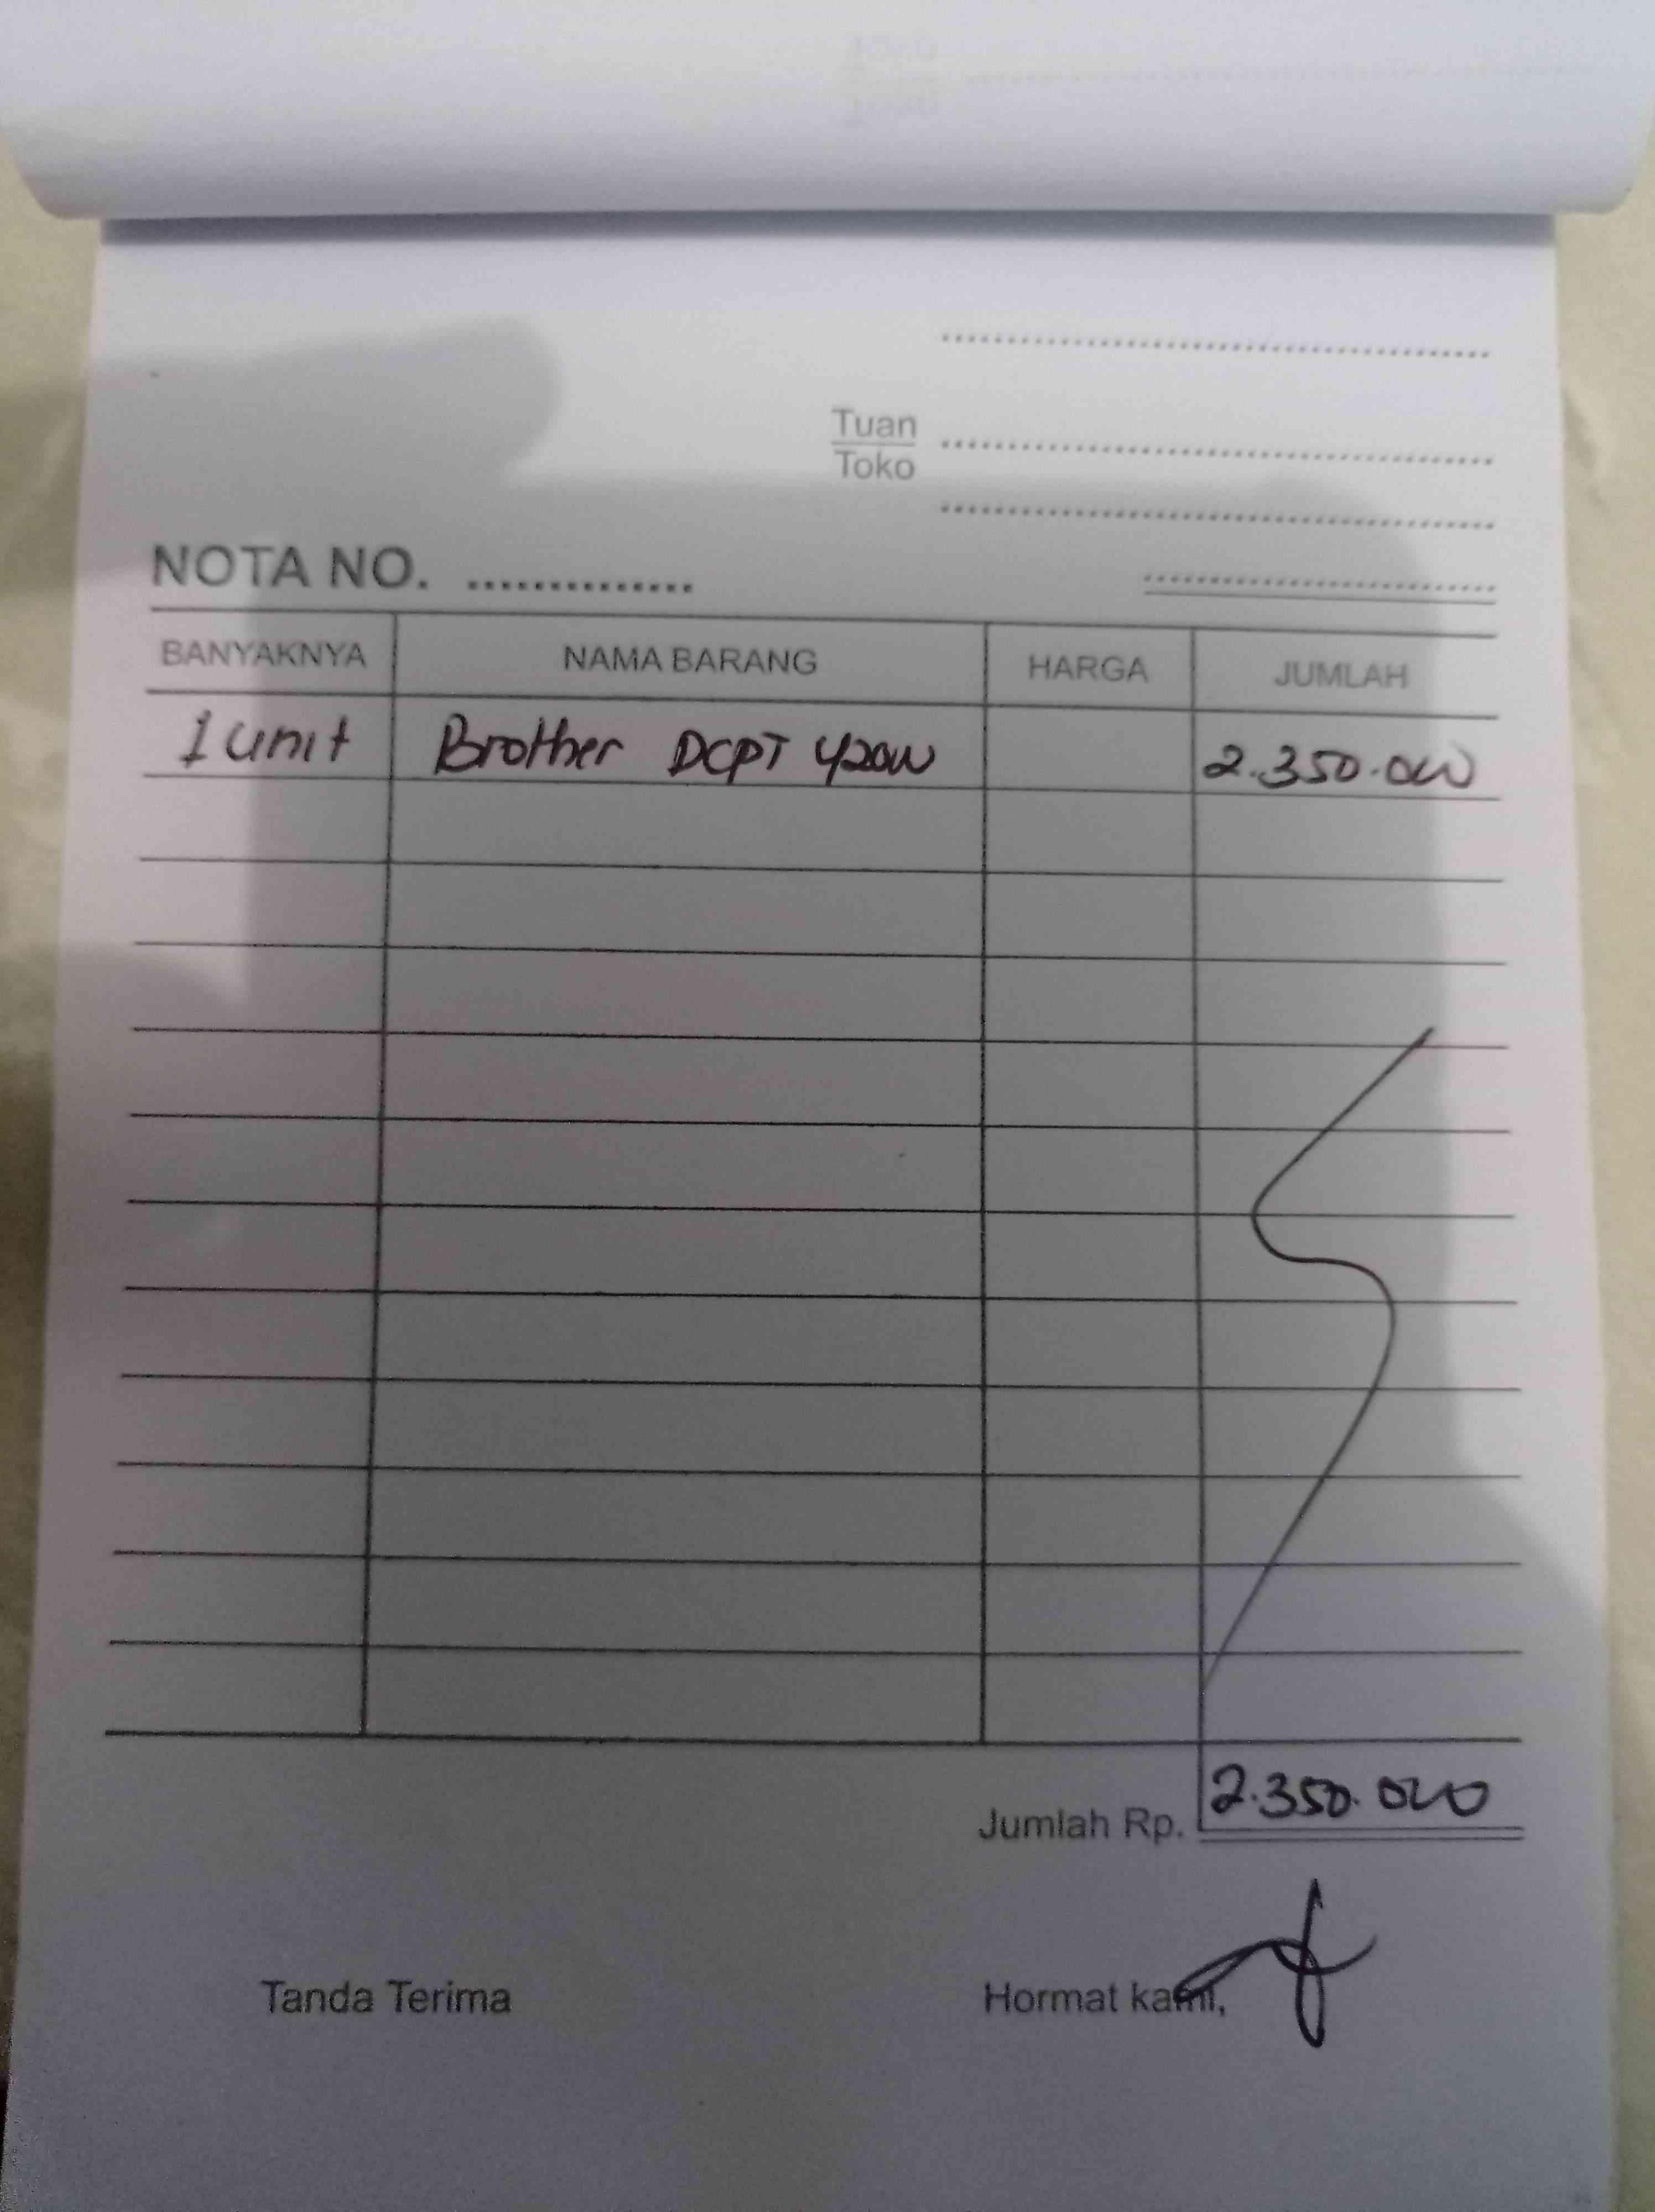 Tuan
Toko
NOTA NO. ..............
BANYAKNYA NAMA BARANG HARGA JUMLAH
1 unit Brother DCPT 420W 2.350.000
Jumlah Rp. 2.350.000
Tanda Terima Hormat kami,